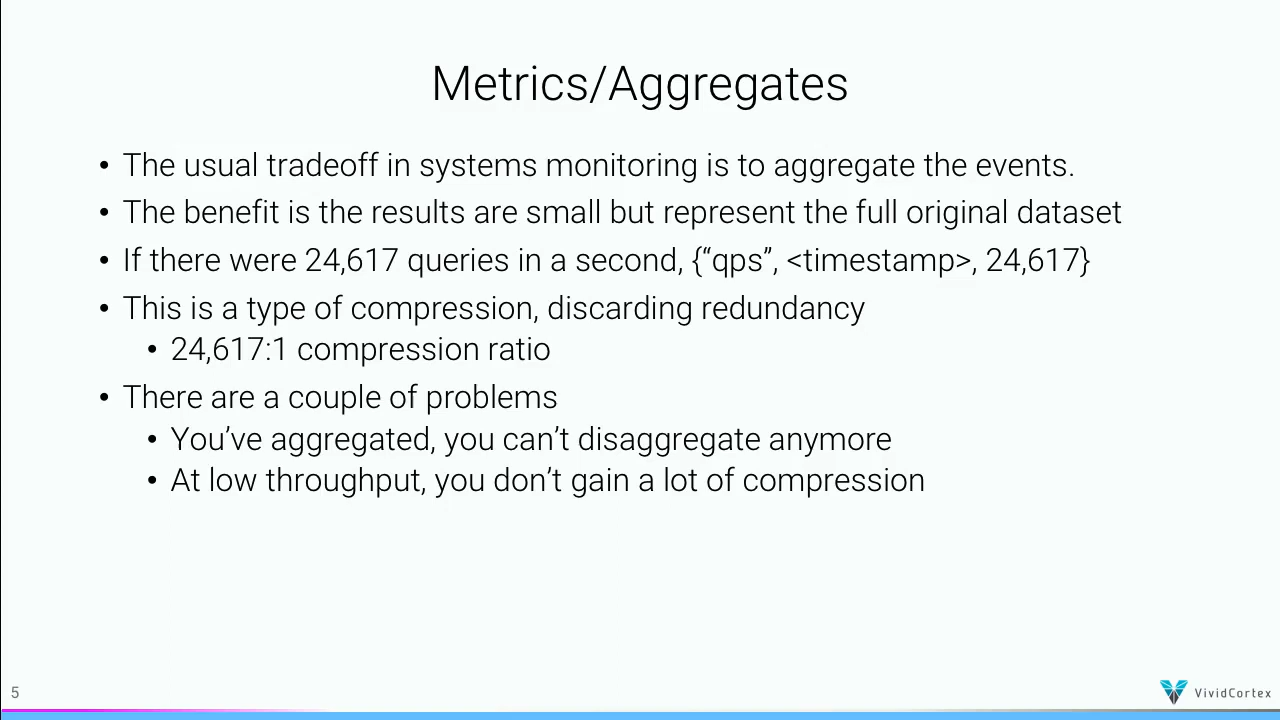 Metrics/Aggregates
• The usual tradeoff in systems monitoring is to aggregate the events.
• The benefit is the results are small but represent the full original dataset
• If there were 24,617 queries in a second, {“qps”, <timestamp>, 24,617}
• This is a type of compression, discarding redundancy
• 24,617:1 compression ratio
• There are a couple of problems
• You’ve aggregated, you can’t disaggregate anymore
• At low throughput, you don’t gain a lot of compression
5
VividCortex